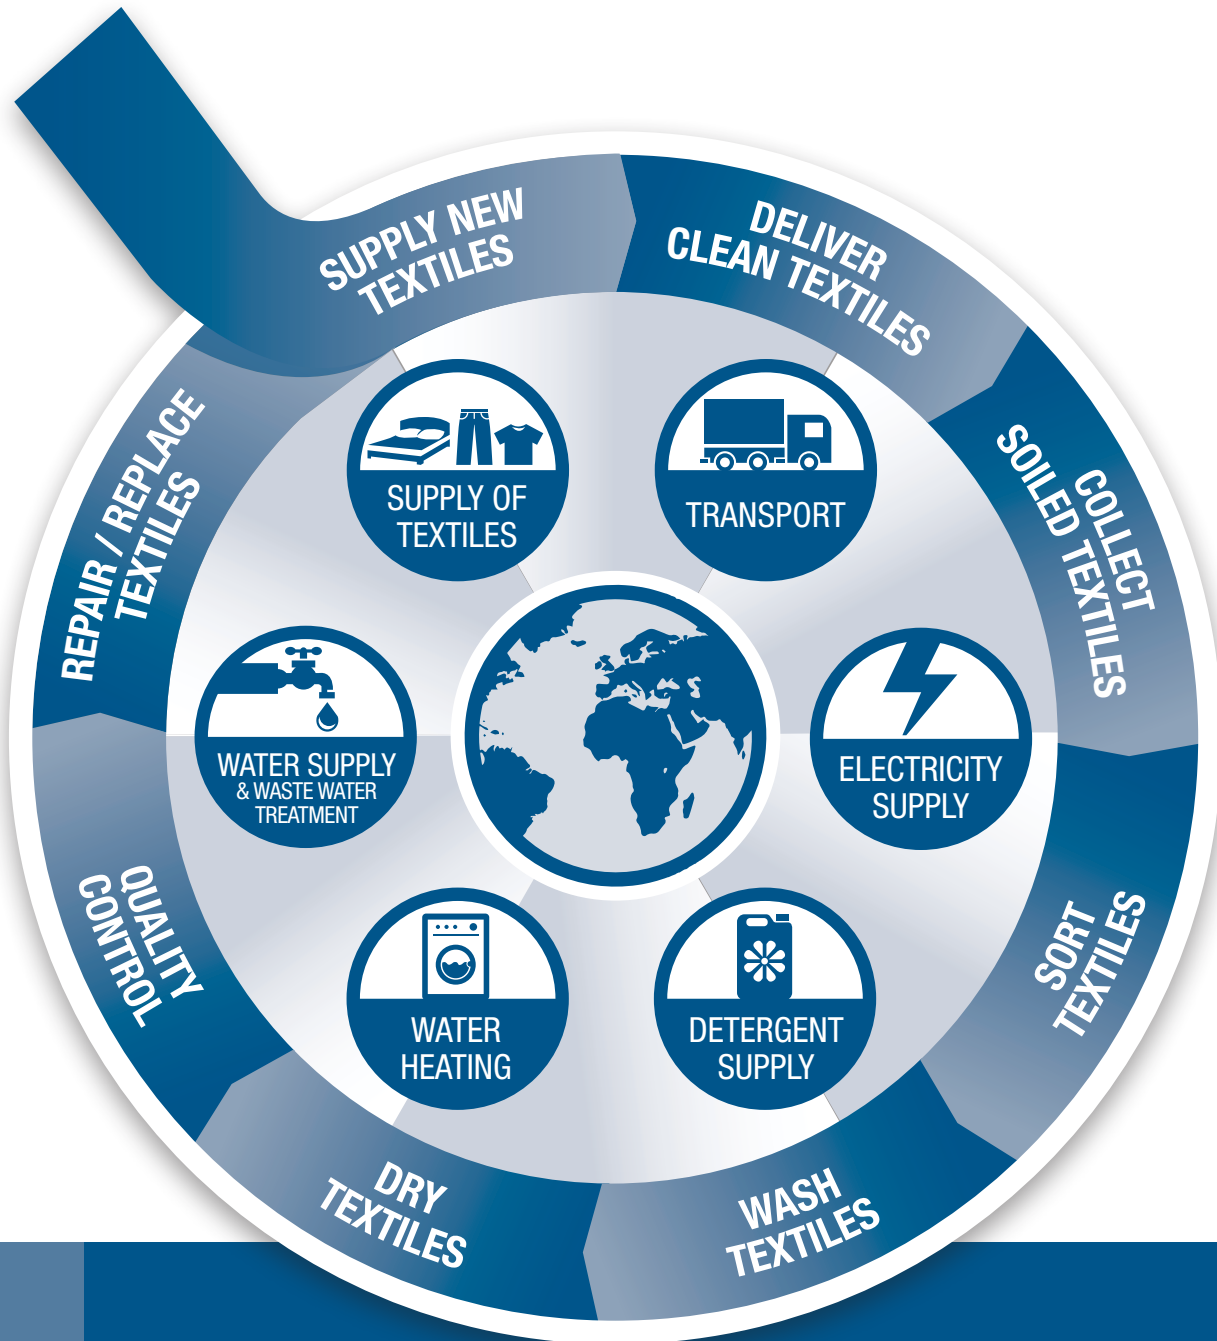 SUPPLY NEW
TEXTILES
DELIVER
CLEAN TEXTILES
COLLECT
SOILED TEXTILES
SORT
TEXTILES
WASH
TEXTILES
DRY
TEXTILES
QUALITY
CONTROL
REPAIR / REPLACE
TEXTILES
SUPPLY OF
TEXTILES
TRANSPORT
ELECTRICITY
SUPPLY
DETERGENT
SUPPLY
WATER
HEATING
WATER SUPPLY
& WASTE WATER
TREATMENT